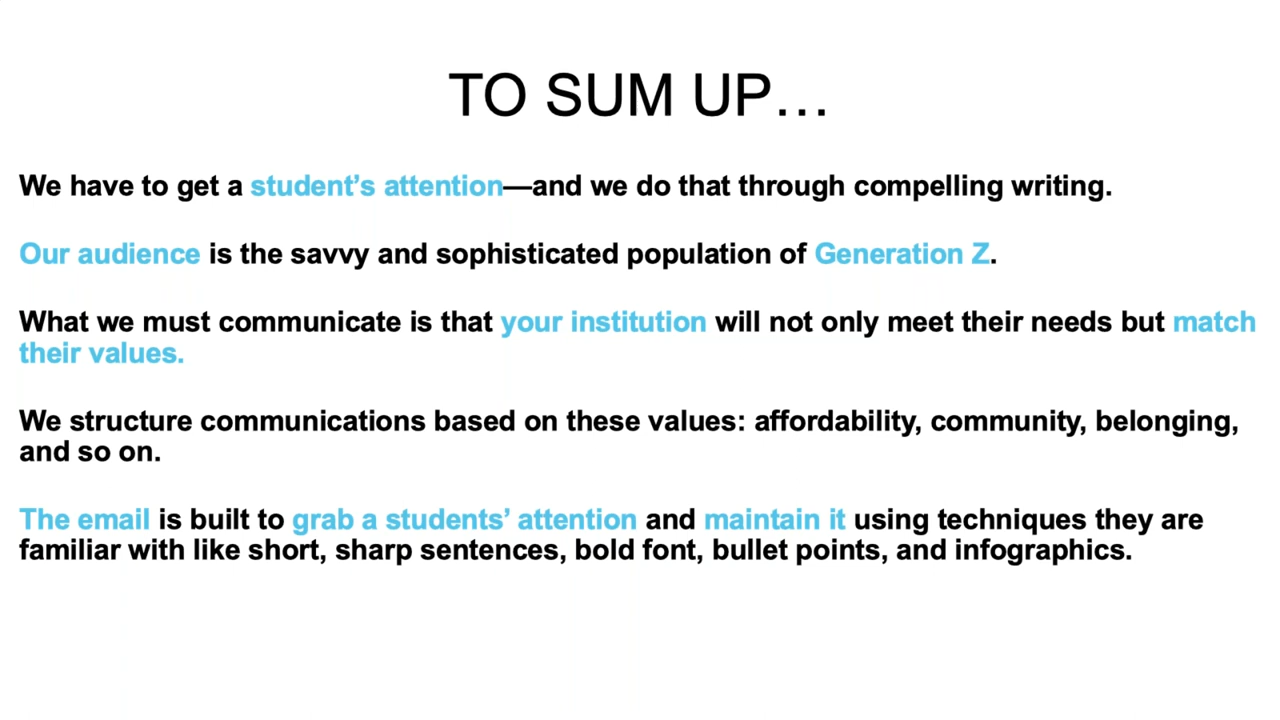 TO SUM UP…
We have to get a student’s attention—and we do that through compelling writing.
Our audience is the savvy and sophisticated population of Generation Z.
What we must communicate is that your institution will not only meet their needs but match
their values.
We structure communications based on these values: affordability, community, belonging,
and so on.
The email is built to grab a students’ attention and maintain it using techniques they are
familiar with like short, sharp sentences, bold font, bullet points, and infographics.